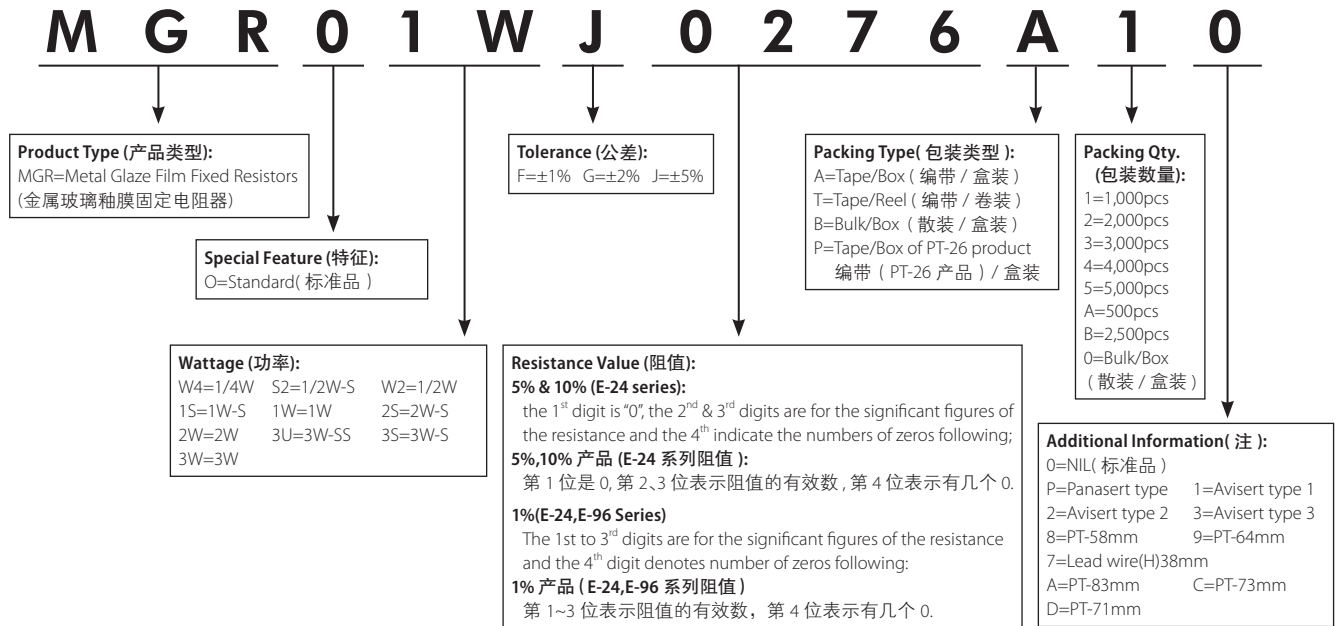 M G R 0 1 W J 0 2 7 6 A 1 0
Product Type (产品类型):
MGR=Metal Glaze Film Fixed Resistors
(金属玻璃釉膜固定电阻器)
Special Feature (特征):
O=Standard( 标准品 )
Wattage (功率):
W4=1/4W S2=1/2W-S W2=1/2W
1S=1W-S 1W=1W 2S=2W-S
2W=2W 3U=3W-SS 3S=3W-S
3W=3W
Tolerance (公差):
F=±1% G=±2% J=±5%
Resistance Value (阻值):
5% & 10% (E-24 series):
the 1st digit is "0", the 2nd & 3rd digits are for the significant figures of
the resistance and the 4th indicate the numbers of zeros following;
5%,10% 产品 (E-24 系列阻值 ):
第 1 位是 0, 第 2、3 位表示阻值的有效数 , 第 4 位表示有几个 0.
1%(E-24,E-96 Series)
The 1st to 3rd digits are for the significant figures of the resistance
and the 4th digit denotes number of zeros following:
1% 产品 ( E-24,E-96 系列阻值 )
第 1~3 位表示阻值的有效数，第 4 位表示有几个 0.
Packing Type( 包装类型 ):
A=Tape/Box ( 编带 / 盒装 )
T=Tape/Reel ( 编带 / 卷装 )
B=Bulk/Box ( 散装 / 盒装 )
P=Tape/Box of PT-26 product
编带 ( PT-26 产品 ) / 盒装
Packing Qty.
(包装数量):
1=1,000pcs
2=2,000pcs
3=3,000pcs
4=4,000pcs
5=5,000pcs
A=500pcs
B=2,500pcs
0=Bulk/Box
( 散装 / 盒装 )
Additional Information( 注 ):
0=NIL( 标准品 )
P=Panasert type 1=Avisert type 1
2=Avisert type 2 3=Avisert type 3
8=PT-58mm 9=PT-64mm
7=Lead wire(H)38mm
A=PT-83mm C=PT-73mm
D=PT-71mm